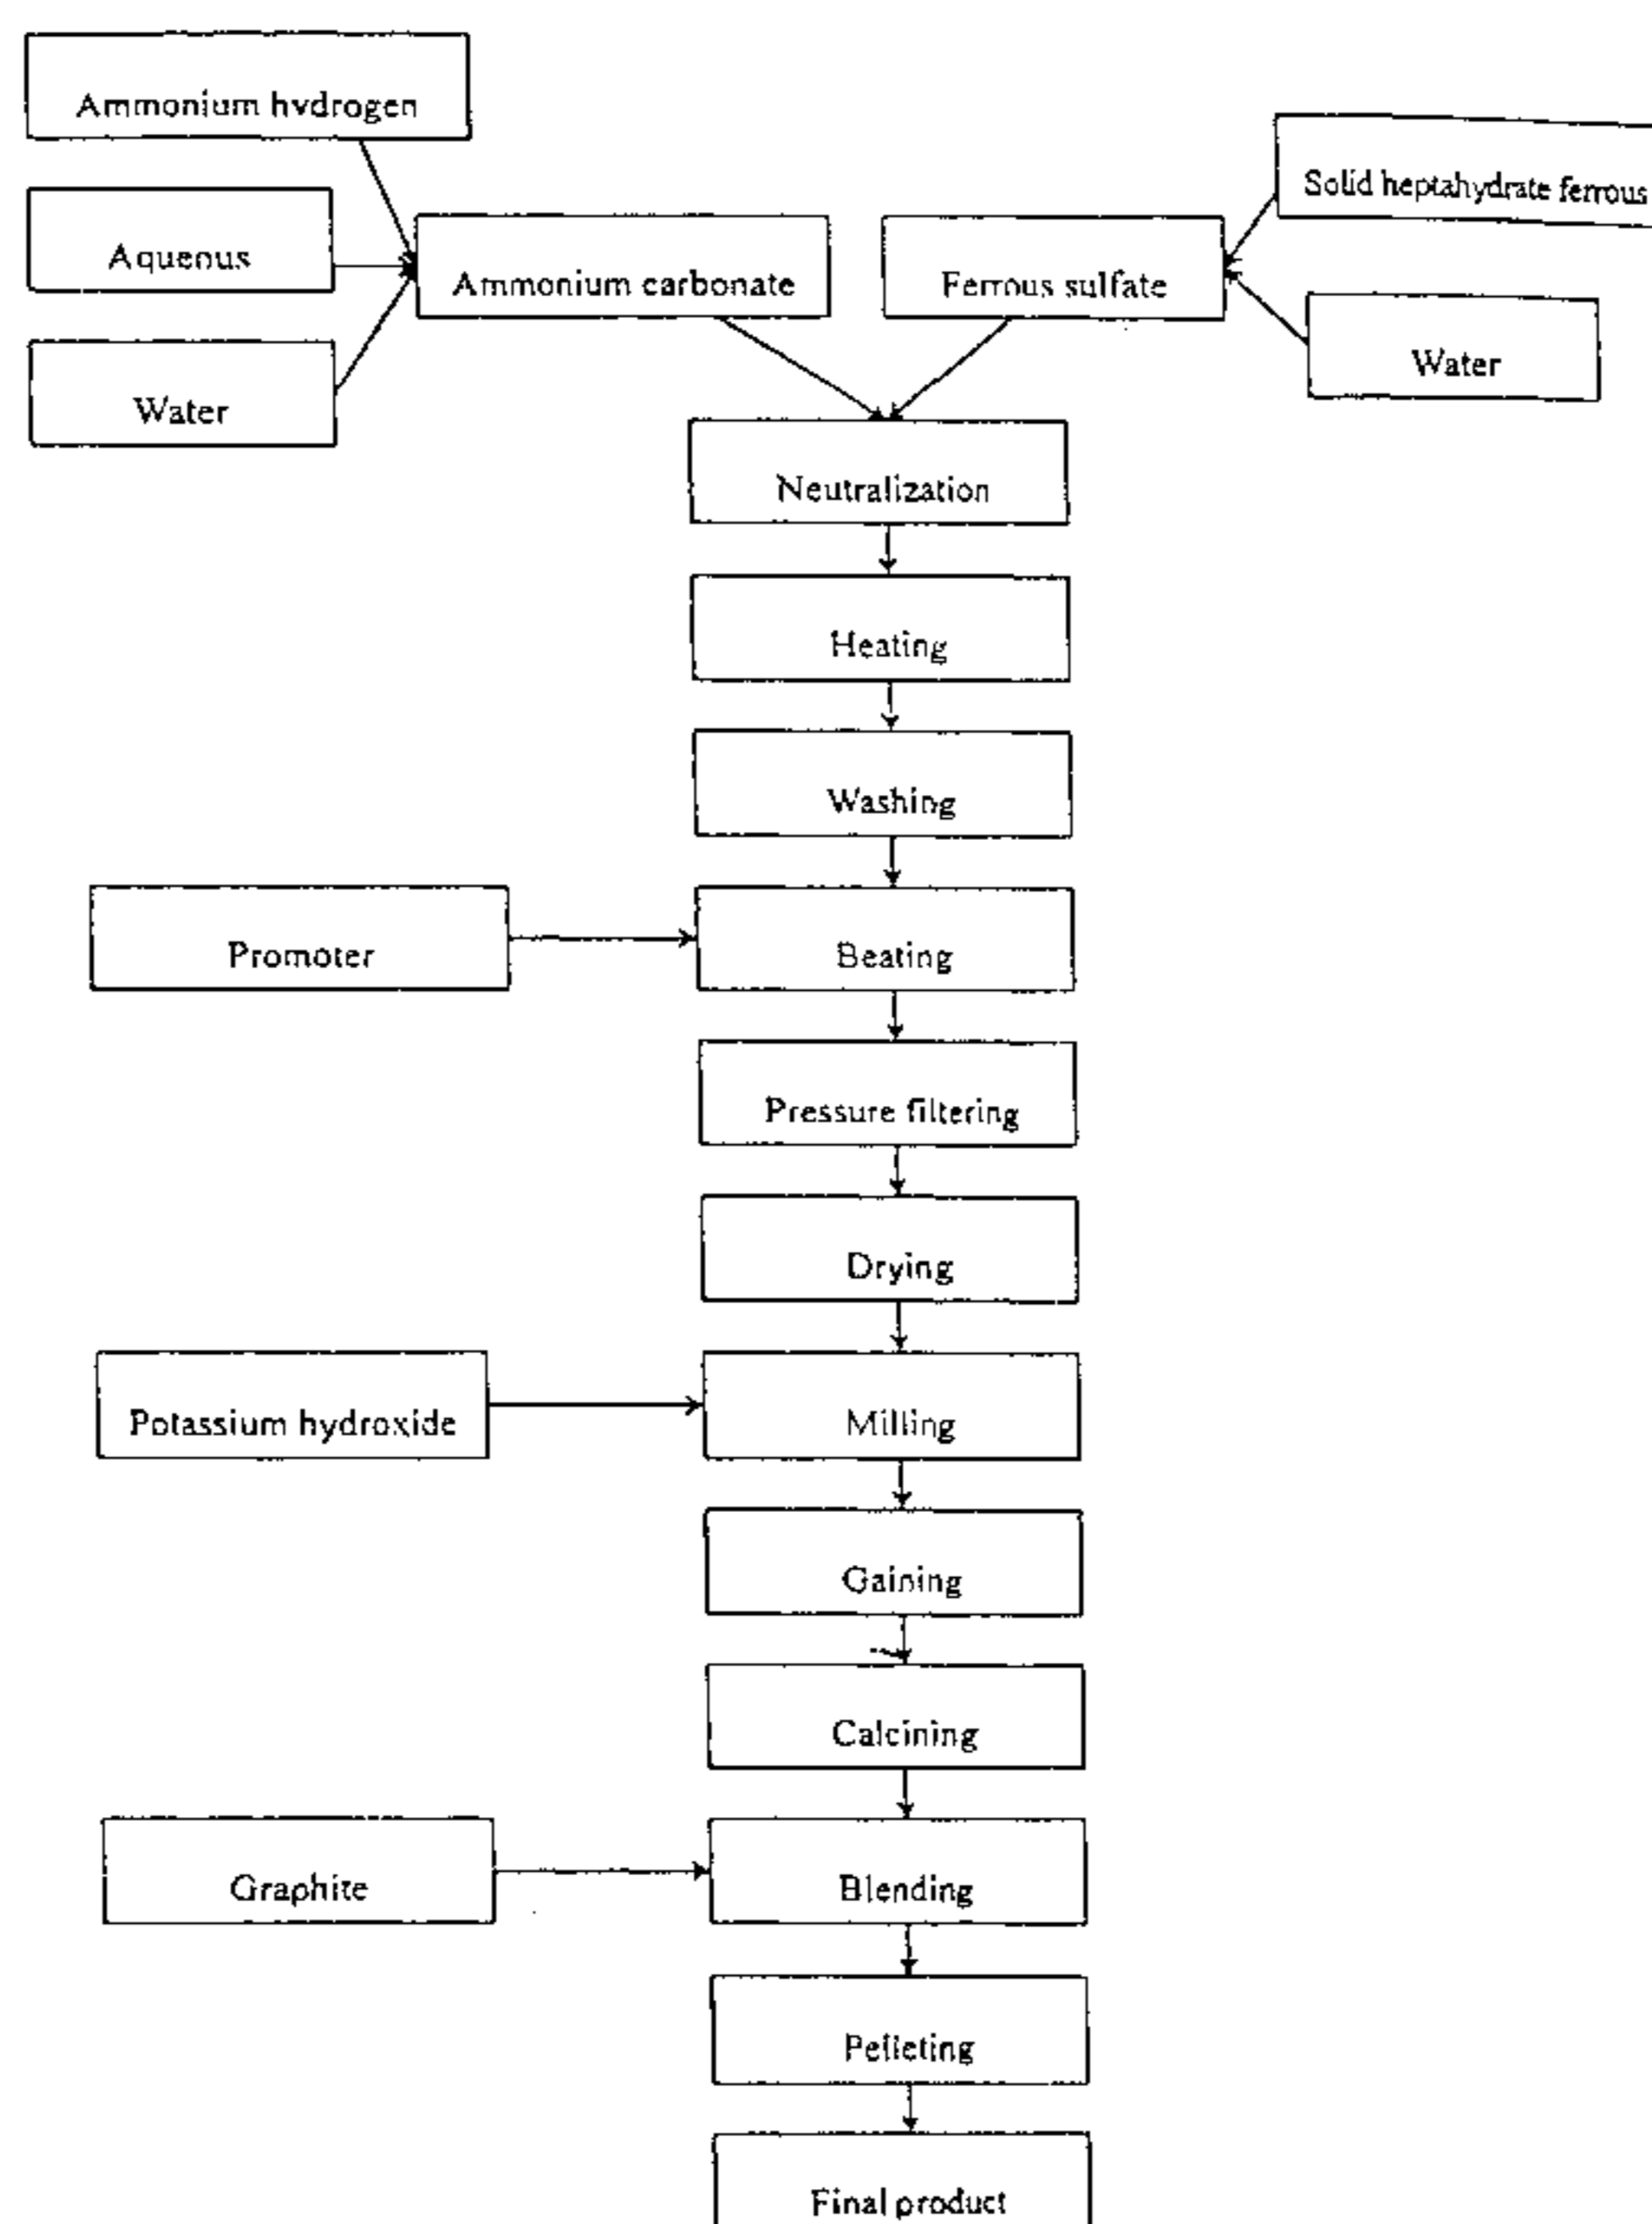 Ammonium hydrogen
Solid heptahydrate ferrous
Aqueous
Ammonium carbonate
Ferrous sulfate
Water
Water
Neutralization
Heating
Washing
Promoter
Beating
Pressure filtering
Drying
Potassium hydroxide
Milling
Gaining
Calcining
Graphite
Blending
Pelleting
Final product